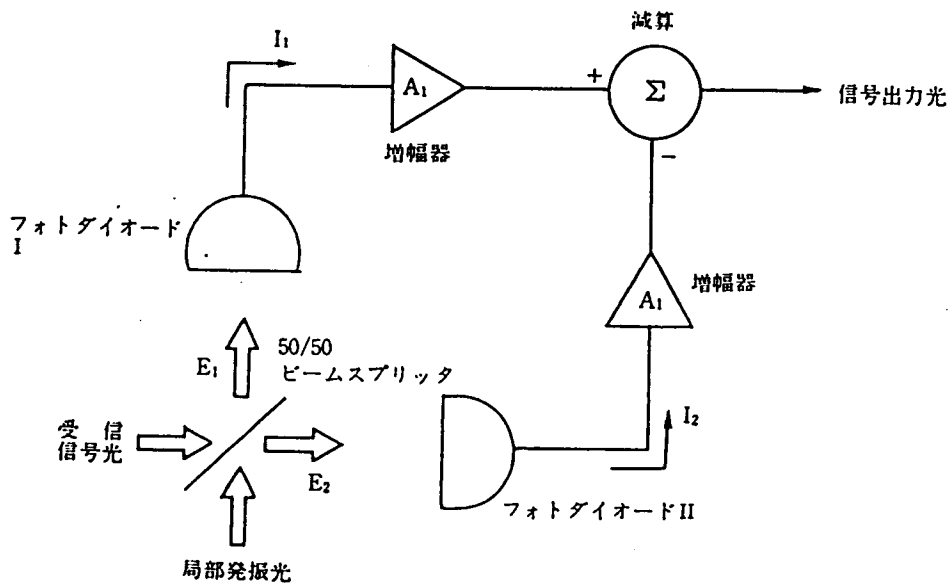 減算
I₁
A₁
+
Σ
信号出力光
増幅器
−
フォトダイオード
I
増幅器
A₁
50/50
ビームスプリッタ
E₁
I₂
受 信
信号光
E₂
フォトダイオードII
局部発振光